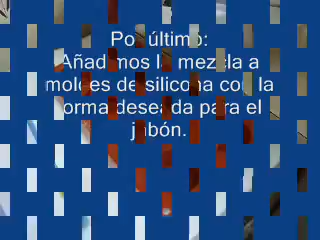 Por último:
Añadimos la mezcla a
moldes de silicona con la
forma deseada para el
jabón.